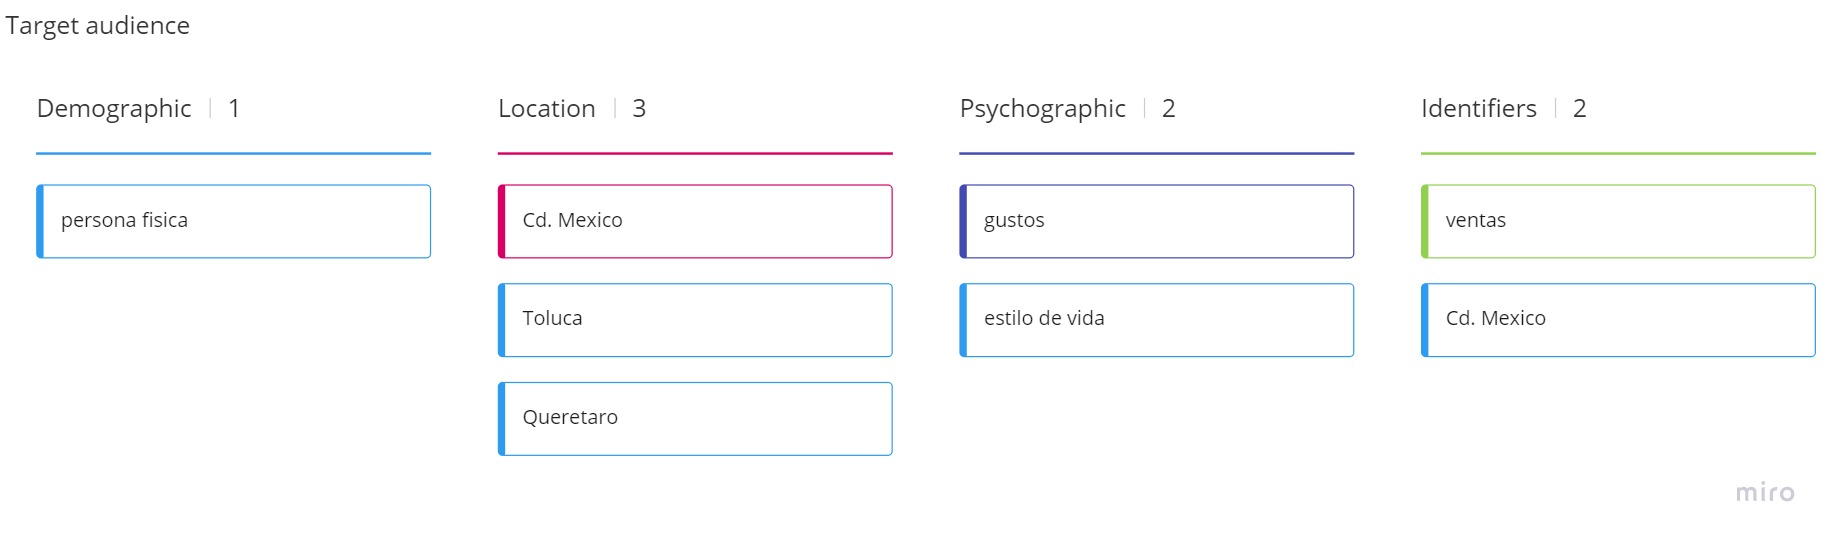 Target audience
Demographic | 1
persona fisica
Location | 3
Cd. Mexico
Toluca
Queretaro
Psychographic | 2
gustos
estilo de vida
Identifiers | 2
ventas
Cd. Mexico
miro